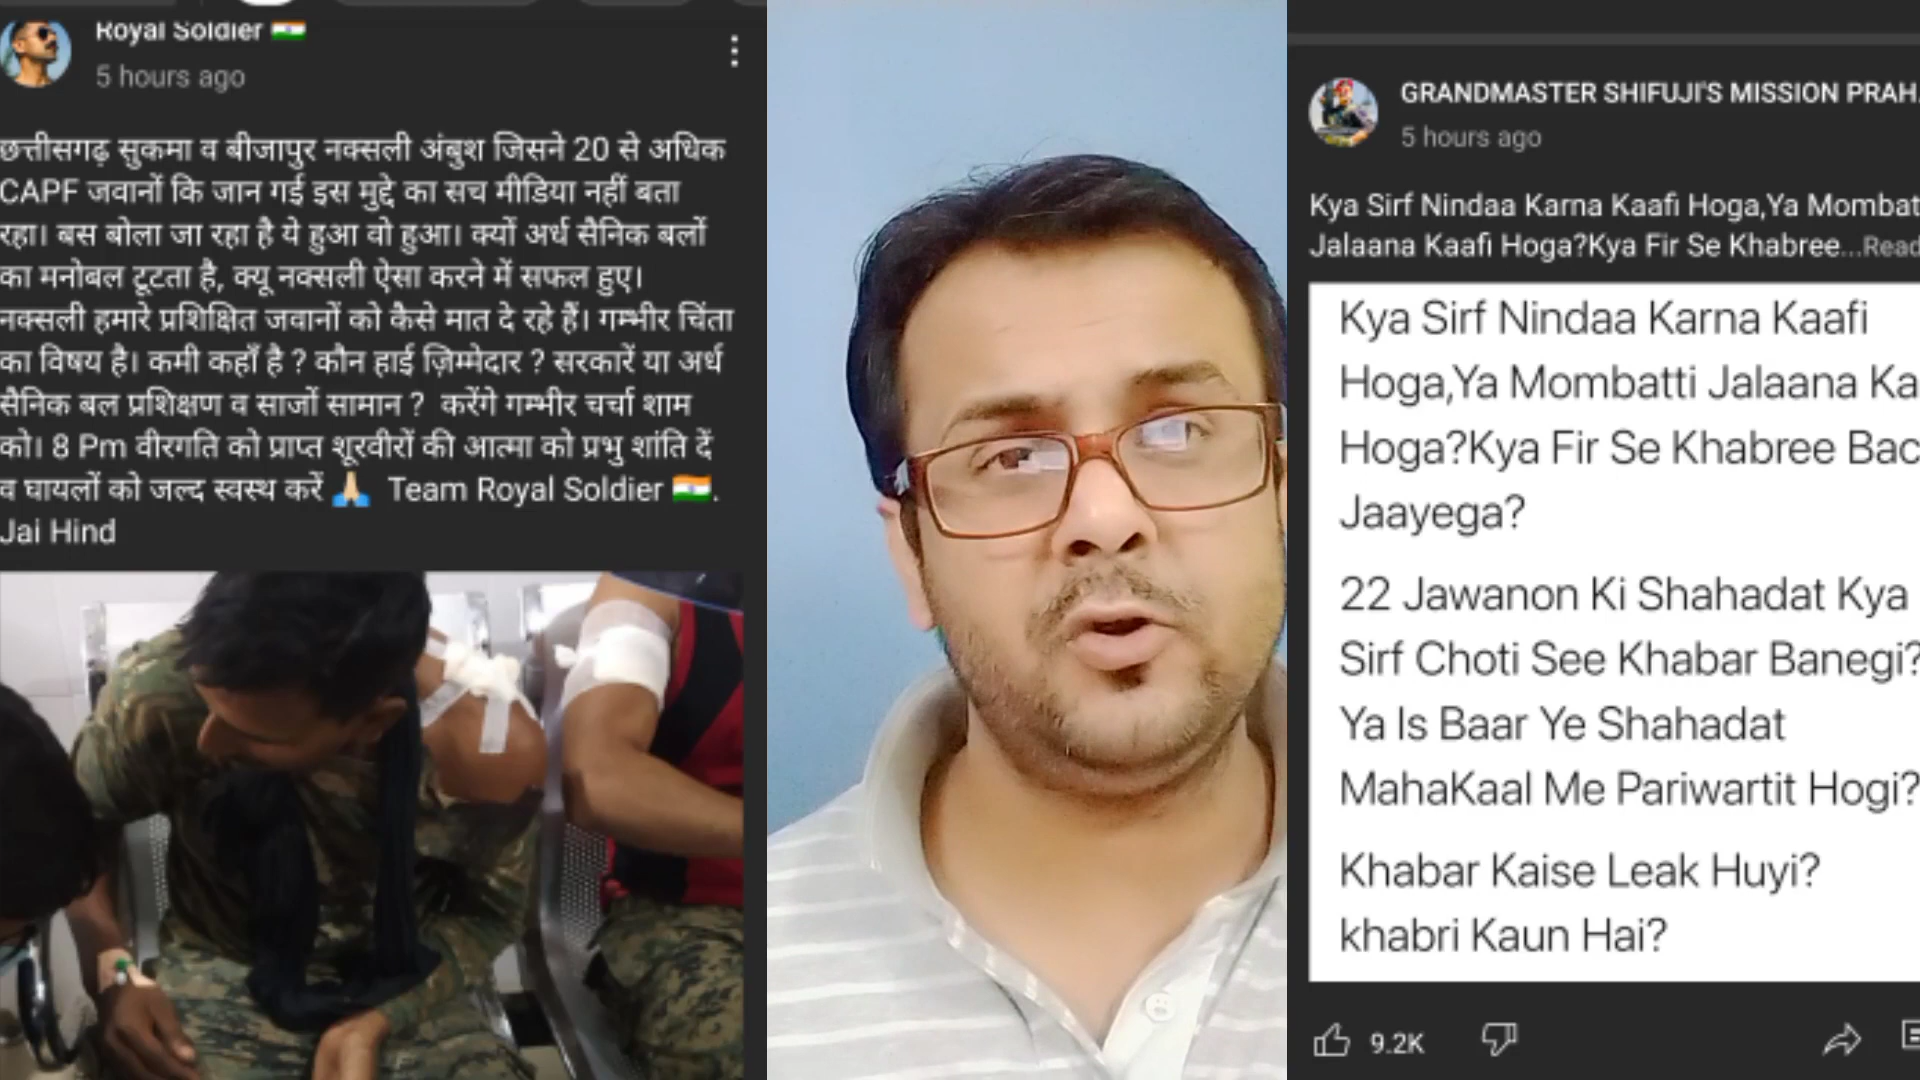 Royal Soldier 🇮🇳
5 hours ago
छत्तीसगढ़ सुकमा व बीजापुर नक्सली अंबुश जिसने 20 से अधिक
CAPF जवानों कि जान गई इस मुद्दे का सच मीडिया नहीं बता
रहा। बस बोला जा रहा है ये हुआ वो हुआ। क्यों अर्ध सैनिक बलों
का मनोबल टूटता है, क्यू नक्सली ऐसा करने में सफल हुए।
नक्सली हमारे प्रशिक्षित जवानों को कैसे मात दे रहे हैं। गम्भीर चिंता
का विषय है। कमी कहाँ है ? कौन हाई ज़िम्मेदार ? सरकारें या अर्ध
सैनिक बल प्रशिक्षण व साजों सामान ? करेंगे गम्भीर चर्चा शाम
को। 8 Pm वीरगति को प्राप्त शूरवीरों की आत्मा को प्रभु शांति दें
व घायलों को जल्द स्वस्थ करें 🙏🏼 Team Royal Soldier 🇮🇳.
Jai Hind
GRANDMASTER SHIFUJI'S MISSION PRAH
5 hours ago
Kya Sirf Nindaa Karna Kaafi Hoga,Ya Mombat
Jalaana Kaafi Hoga?Kya Fir Se Khabree...Read
Kya Sirf Nindaa Karna Kaafi
Hoga,Ya Mombatti Jalaana Ka
Hoga?Kya Fir Se Khabree Bac
Jaayega?
22 Jawanon Ki Shahadat Kya
Sirf Choti See Khabar Banegi?
Ya Is Baar Ye Shahadat
MahaKaal Me Pariwartit Hogi?
Khabar Kaise Leak Huyi?
khabri Kaun Hai?
9.2K